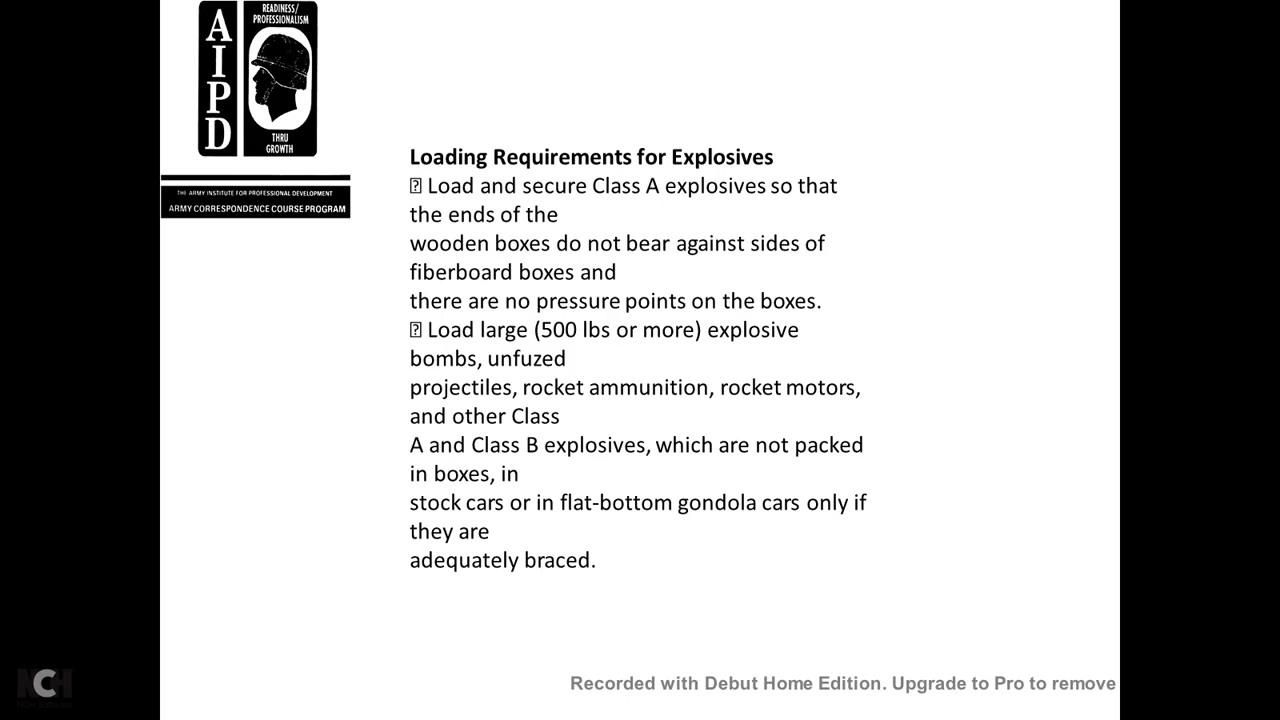 A
I
P
D
READINESS/
PROFESSIONALISM
THRU
GROWTH
THE ARMY INSTITUTE FOR PROFESSIONAL DEVELOPMENT
ARMY CORRESPONDENCE COURSE PROGRAM
Loading Requirements for Explosives
Load and secure Class A explosives so that
the ends of the
wooden boxes do not bear against sides of
fiberboard boxes and
there are no pressure points on the boxes.
Load large (500 lbs or more) explosive
bombs, unfuzed
projectiles, rocket ammunition, rocket motors,
and other Class
A and Class B explosives, which are not packed
in boxes, in
stock cars or in flat-bottom gondola cars only if
they are
adequately braced.
NCH
Recorded with Debut Home Edition. Upgrade to Pro to remove